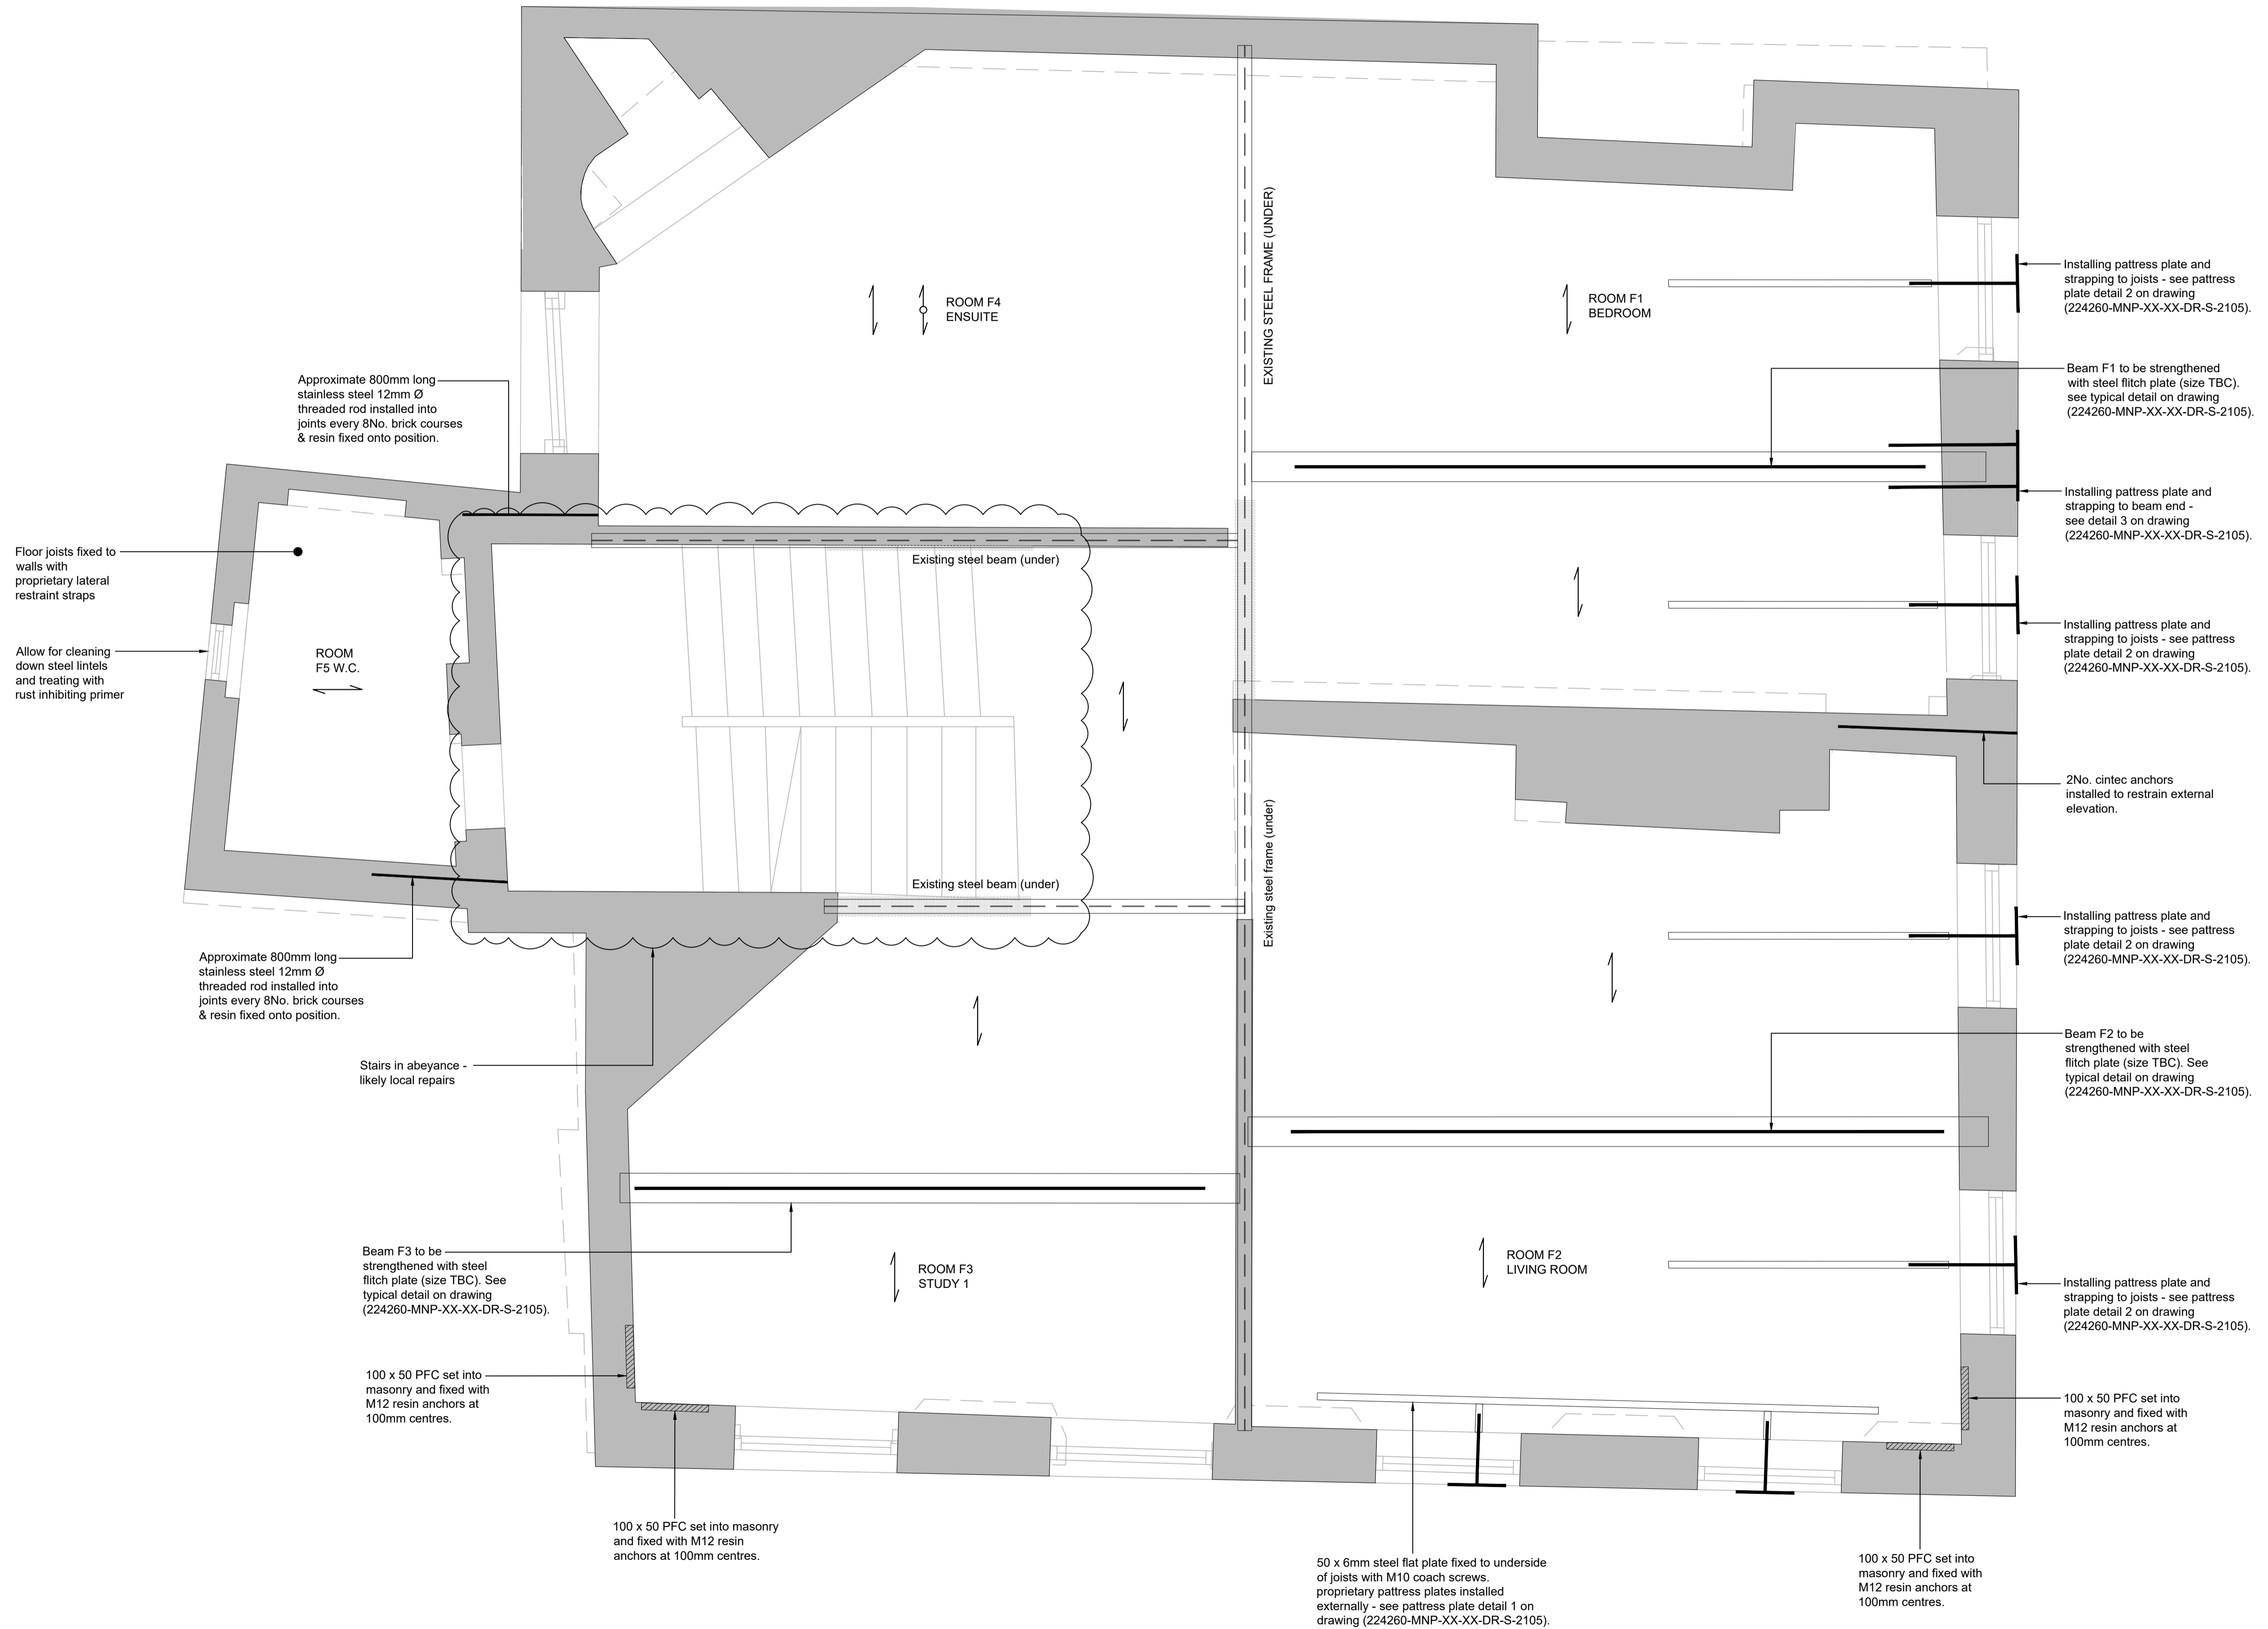 EXISTING STEEL FRAME (UNDER)
ROOM F4
ENSUITE
ROOM F1
BEDROOM
Installing pattress plate and
strapping to joists - see pattress
plate detail 2 on drawing
(224260-MNP-XX-XX-DR-S-2105).
Beam F1 to be strengthened
with steel flitch plate (size TBC).
see typical detail on drawing
(224260-MNP-XX-XX-DR-S-2105).
Approximate 800mm long
stainless steel 12mm Ø
threaded rod installed into
joints every 8No. brick courses
& resin fixed onto position.
Installing pattress plate and
strapping to beam end -
see detail 3 on drawing
(224260-MNP-XX-XX-DR-S-2105).
Floor joists fixed to
walls with
proprietary lateral
restraint straps
Existing steel beam (under)
Installing pattress plate and
strapping to joists - see pattress
plate detail 2 on drawing
(224260-MNP-XX-XX-DR-S-2105).
Allow for cleaning
down steel lintels
and treating with
rust inhibiting primer
ROOM
F5 W.C.
2No. cintec anchors
installed to restrain external
elevation.
Existing steel beam (under)
Existing steel frame (under)
Installing pattress plate and
strapping to joists - see pattress
plate detail 2 on drawing
(224260-MNP-XX-XX-DR-S-2105).
Approximate 800mm long
stainless steel 12mm Ø
threaded rod installed into
joints every 8No. brick courses
& resin fixed onto position.
Stairs in abeyance -
likely local repairs
Beam F2 to be
strengthened with steel
flitch plate (size TBC). See
typical detail on drawing
(224260-MNP-XX-XX-DR-S-2105).
Beam F3 to be
strengthened with steel
flitch plate (size TBC). See
typical detail on drawing
(224260-MNP-XX-XX-DR-S-2105).
ROOM F3
STUDY 1
ROOM F2
LIVING ROOM
Installing pattress plate and
strapping to joists - see pattress
plate detail 2 on drawing
(224260-MNP-XX-XX-DR-S-2105).
100 x 50 PFC set into
masonry and fixed with
M12 resin anchors at
100mm centres.
100 x 50 PFC set into
masonry and fixed with
M12 resin anchors at
100mm centres.
100 x 50 PFC set into masonry
and fixed with M12 resin
anchors at 100mm centres.
50 x 6mm steel flat plate fixed to underside
of joists with M10 coach screws.
proprietary pattress plates installed
externally - see pattress plate detail 1 on
drawing (224260-MNP-XX-XX-DR-S-2105).
100 x 50 PFC set into
masonry and fixed with
M12 resin anchors at
100mm centres.